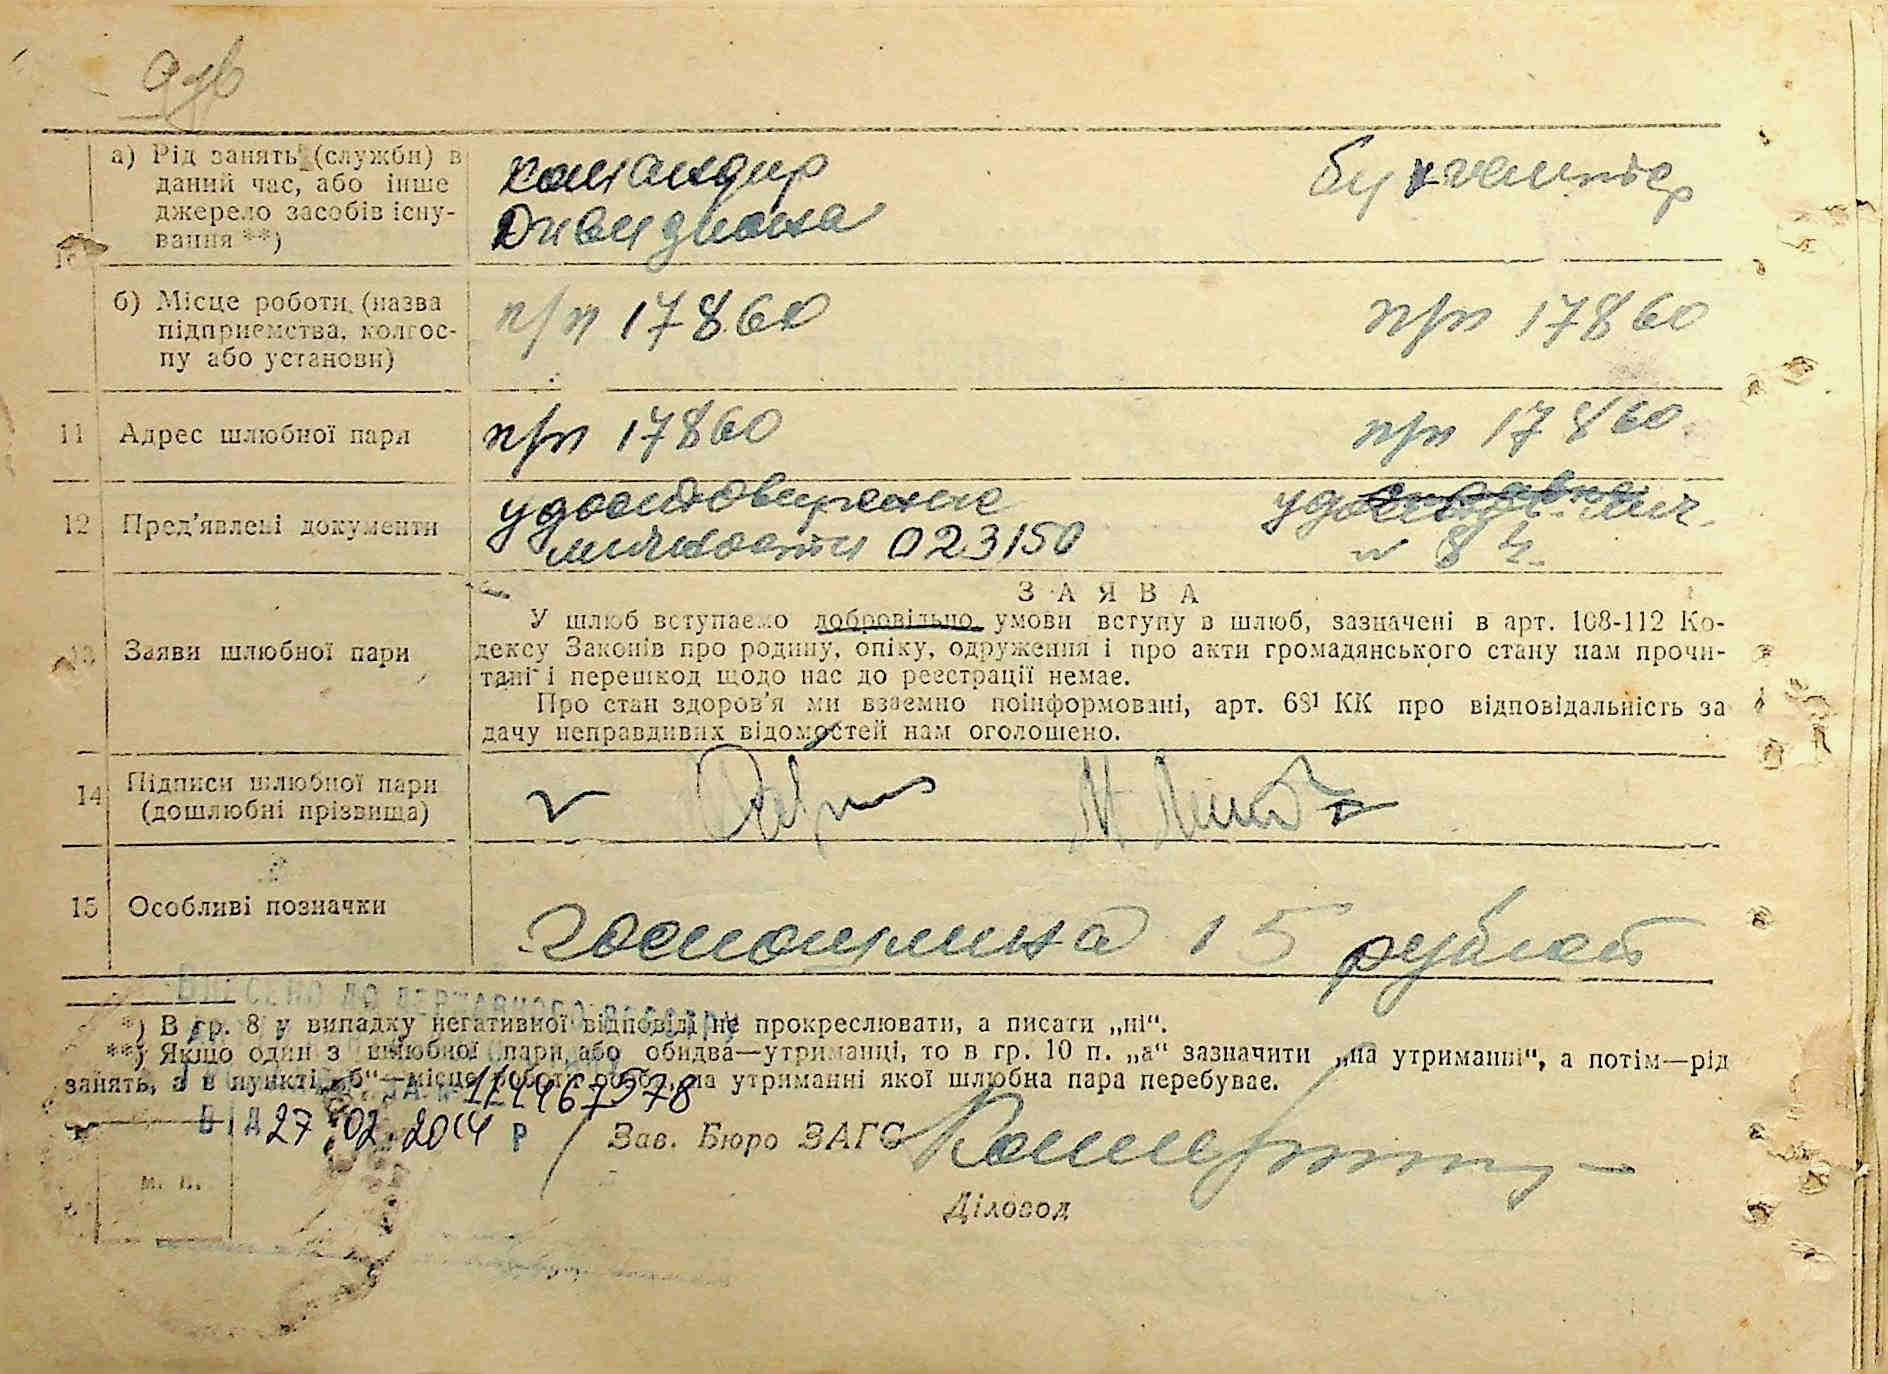 а) Рід занять (служби) в
даний час, або інше
джерело засобів існу-
вання **)
командир
Дивизиона
бухгалтер
б) Місце роботи (назва
підприємства, колгос-
пу або установи)
п/п 17860
п/п 17860
11 Адрес шлюбної пари
п/п 17860
п/п 17860
12 Пред'явлені документи
удостоверение
личности 023150
З А Я В А
13 Заяви шлюбної пари
У шлюб вступаємо добровільно умови вступу в шлюб, зазначені в арт. 108-112 Ко-
дексу Законів про родину, опіку, одруження і про акти громадянського стану нам прочи-
тані і перешкод щодо нас до реєстрації немає.
Про стан здоров'я ми взаємно поінформовані, арт. 68¹ КК про відповідальність за
дачу неправдивих відомостей нам оголошено.
14 Підписи шлюбної пари
(дошлюбні прізвища)
15 Особливі позначки
госпошлина 15 рублей
ВНЕСЕНО ДО ДЕРЖАВНОГО РЕЄСТРУ
*) В гр. 8 у випадку негативної відповіді не прокреслювати, а писати „ні“.
**) Якщо один з шлюбної пари, або обидва—утриманці, то в гр. 10 п. „а“ зазначити „на утриманні“, а потім—рід
занять, а в пункті „б“—місце роботи особи, на утриманні якої шлюбна пара перебуває.
ВІД 27 02 2014 Р
Зав. Бюро ЗАГС
м. п.
Діловод